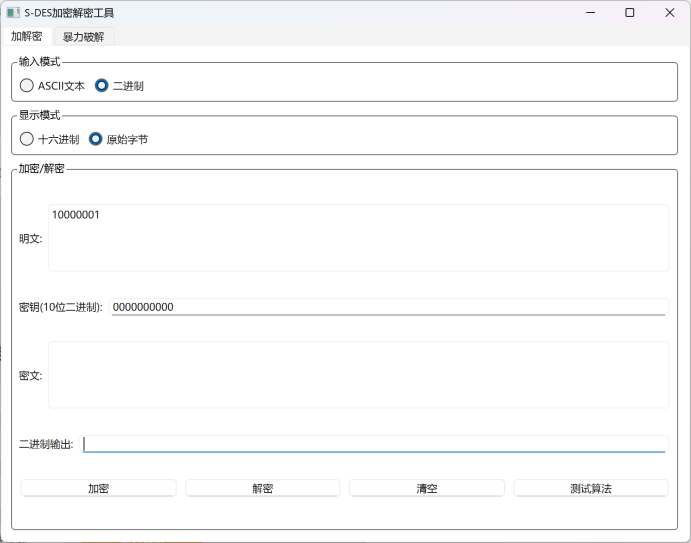 S-DES加密解密工具
加解密 暴力破解
输入模式
ASCII文本 二进制
显示模式
十六进制 原始字节
加密/解密
10000001
明文:
密钥(10位二进制): 0000000000
密文:
二进制输出:
加密 解密 清空 测试算法